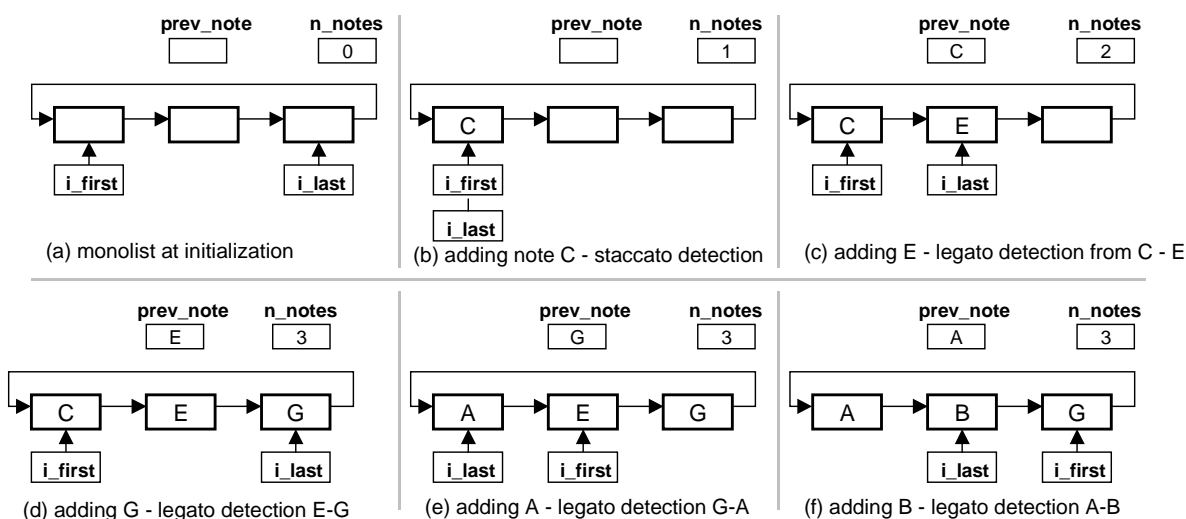 prev_note n_notes
0
i_first i_last
(a) monolist at initialization
prev_note n_notes
1
C
i_first
i_last
(b) adding note C - staccato detection
prev_note n_notes
C 2
C E
i_first i_last
(c) adding E - legato detection from C - E
prev_note n_notes
E 3
C E G
i_first i_last
(d) adding G - legato detection E-G
prev_note n_notes
G 3
A E G
i_last i_first
(e) adding A - legato detection G-A
prev_note n_notes
A 3
A B G
i_last i_first
(f) adding B - legato detection A-B